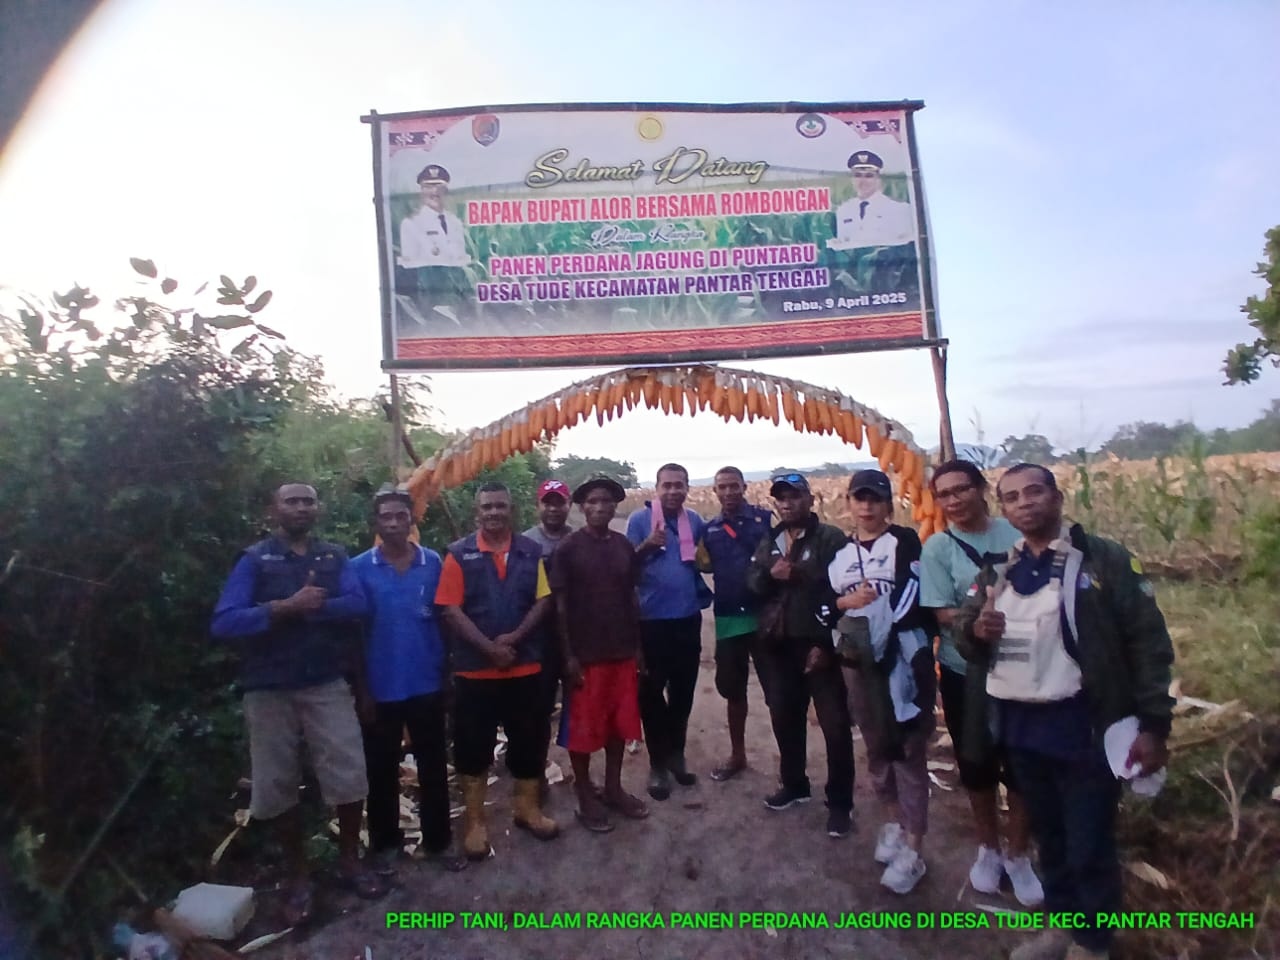 Selamat Datang
BAPAK BUPATI ALOR BERSAMA ROMBONGAN
Dalam Rangka
PANEN PERDANA JAGUNG DI PUNTARU
DESA TUDE KECAMATAN PANTAR TENGAH
Rabu, 9 April 2025
PERHIP TANI, DALAM RANGKA PANEN PERDANA JAGUNG DI DESA TUDE KEC. PANTAR TENGAH